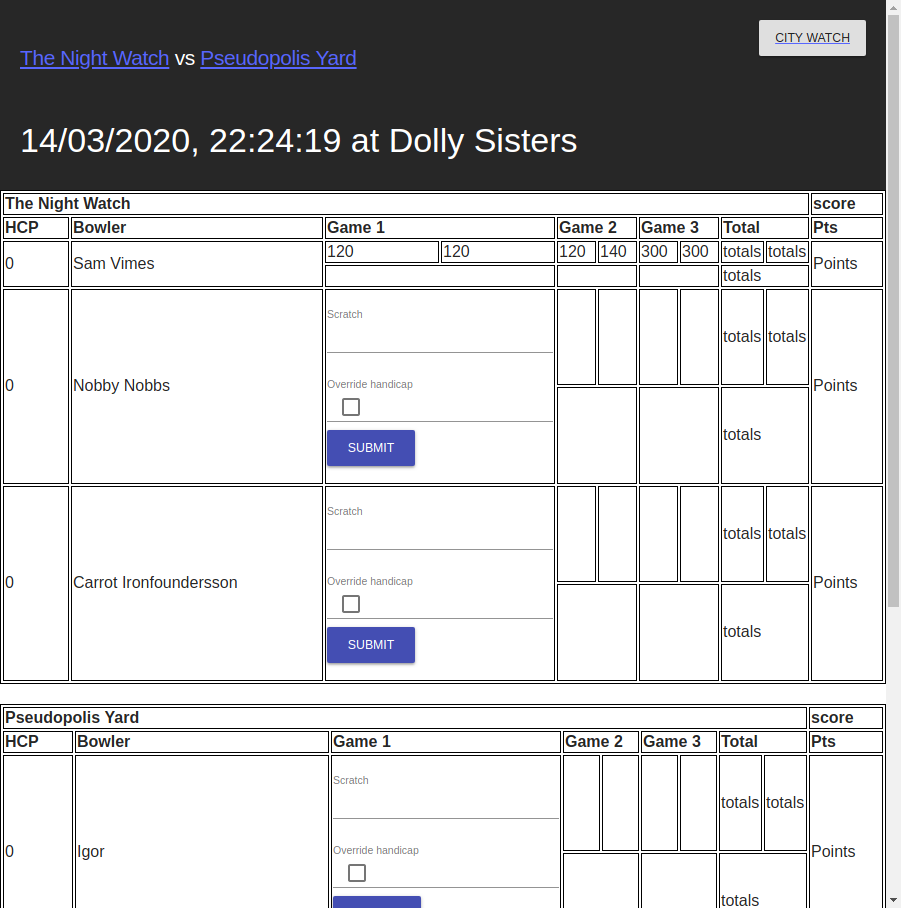 CITY WATCH
The Night Watch vs Pseudopolis Yard
14/03/2020, 22:24:19 at Dolly Sisters
The Night Watch score
HCP Bowler Game 1 Game 2 Game 3 Total Pts
0 Sam Vimes 120 120 120 140 300 300 totals totals Points
totals
Scratch
totals totals
Override handicap
0 Nobby Nobbs Points
totals
SUBMIT
Scratch
totals totals
Override handicap
0 Carrot Ironfoundersson Points
totals
SUBMIT
Pseudopolis Yard score
HCP Bowler Game 1 Game 2 Game 3 Total Pts
Scratch
totals totals
Override handicap
0 Igor Points
totals